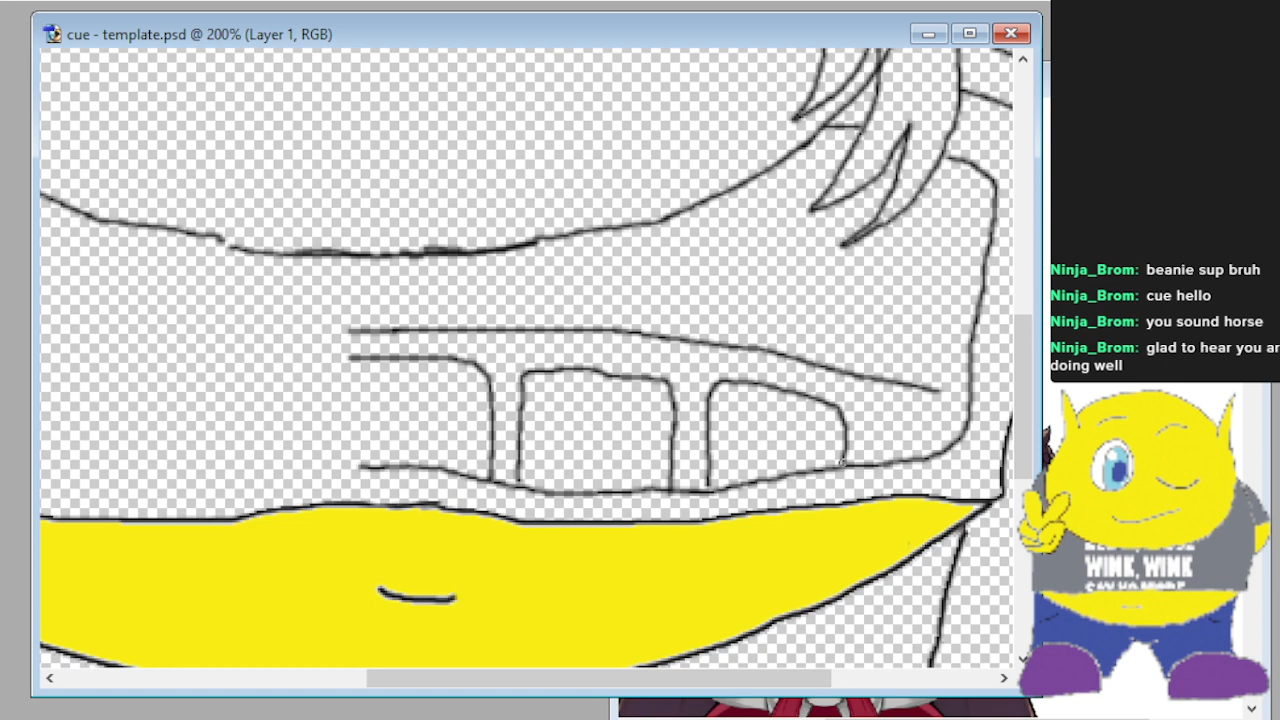 cue - template.psd @ 200% (Layer 1, RGB)
Ninja_Brom: beanie sup bruh
Ninja_Brom: cue hello
Ninja_Brom: you sound horse
Ninja_Brom: glad to hear you ar
doing well
WINK, WINK